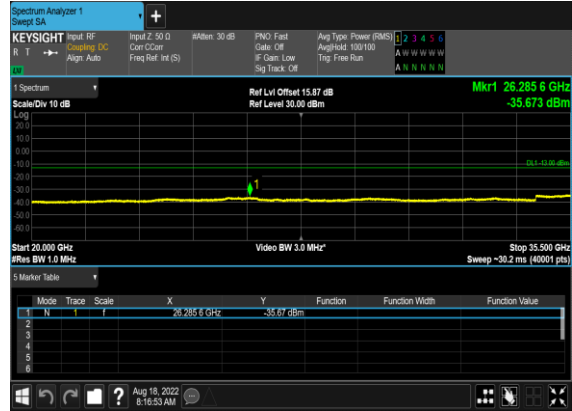 Spectrum Analyzer 1
Swept SA
+
KEYSIGHT Input: RF Input Z: 50 Ω #Atten: 30 dB PNO: Fast Avg Type: Power (RMS) 1 2 3 4 5 6
R T Coupling: DC Corr CCorr Gate: Off Avg|Hold: 100/100 A W W W W W
Align: Auto Freq Ref: Int (S) IF Gain: Low Trig: Free Run
LW Sig Track: Off A N N N N N
1 Spectrum Ref Lvl Offset 15.87 dB Mkr1 26.285 6 GHz
Scale/Div 10 dB Ref Level 30.00 dBm -35.673 dBm
Log
20.0
10.0
0.00
-10.0
DL1 -13.00 dBm
-20.0
-30.0
1
-40.0
-50.0
-60.0
Start 20.000 GHz Video BW 3.0 MHz* Stop 35.500 GHz
#Res BW 1.0 MHz Sweep ~30.2 ms (40001 pts)
5 Marker Table
Mode Trace Scale X Y Function Function Width Function Value
1 N 1 f 26.285 6 GHz -35.67 dBm
2
3
4
5
6
? Aug 18, 2022
8:16:53 AM